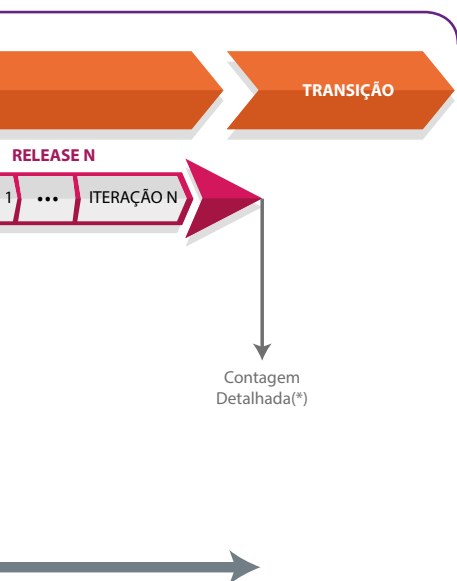 TRANSIÇÃO
RELEASE N
1 ... ITERAÇÃO N
Contagem
Detalhada(*)